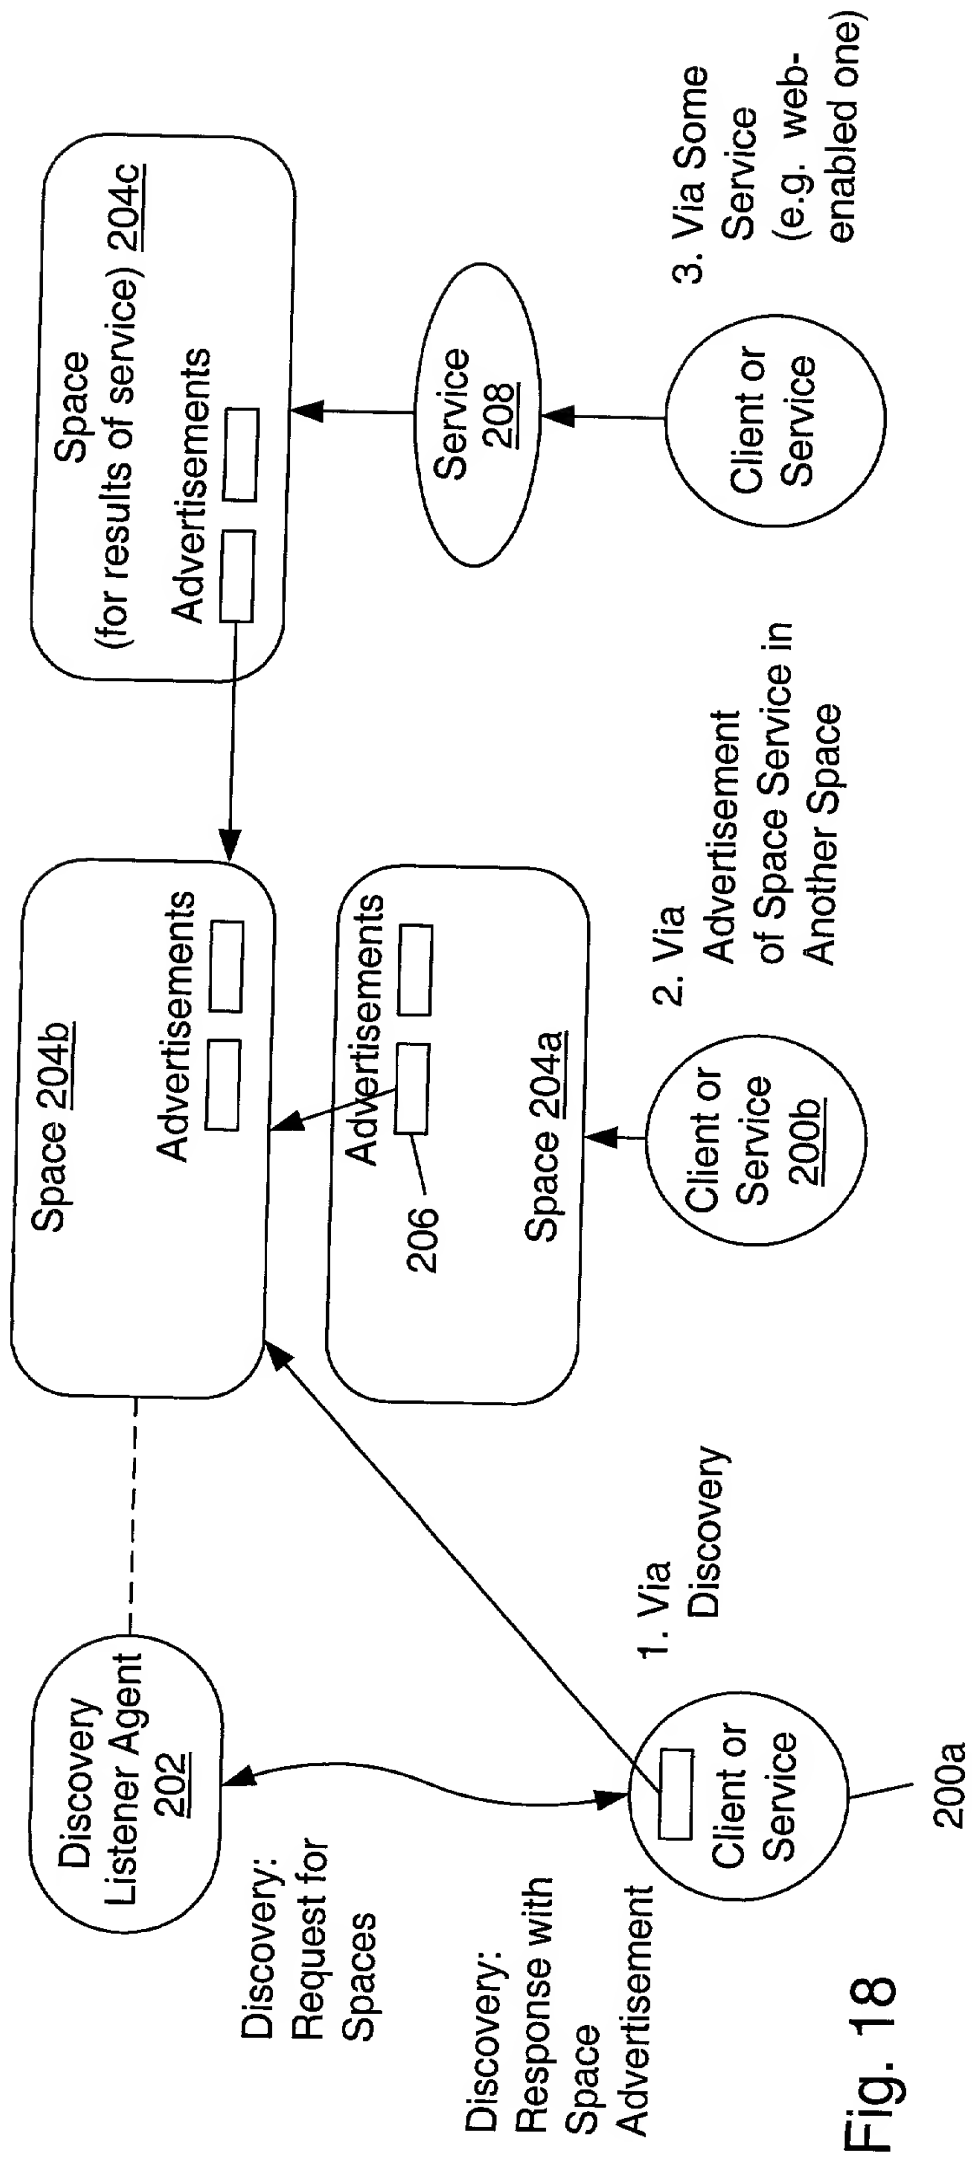 Discovery
Listener Agent
202
Discovery:
Request for
Spaces
Discovery:
Response with
Space
Advertisement
Client or
Service
200a
1. Via
Discovery
Space 204b
Advertisements
Advertisements
206
Space 204a
Client or
Service
200b
2. Via
Advertisement
of Space Service in
Another Space
Space
(for results of service) 204c
Advertisements
Service
208
Client or
Service
3. Via Some
Service
(e.g. web-
enabled one)
Fig. 18